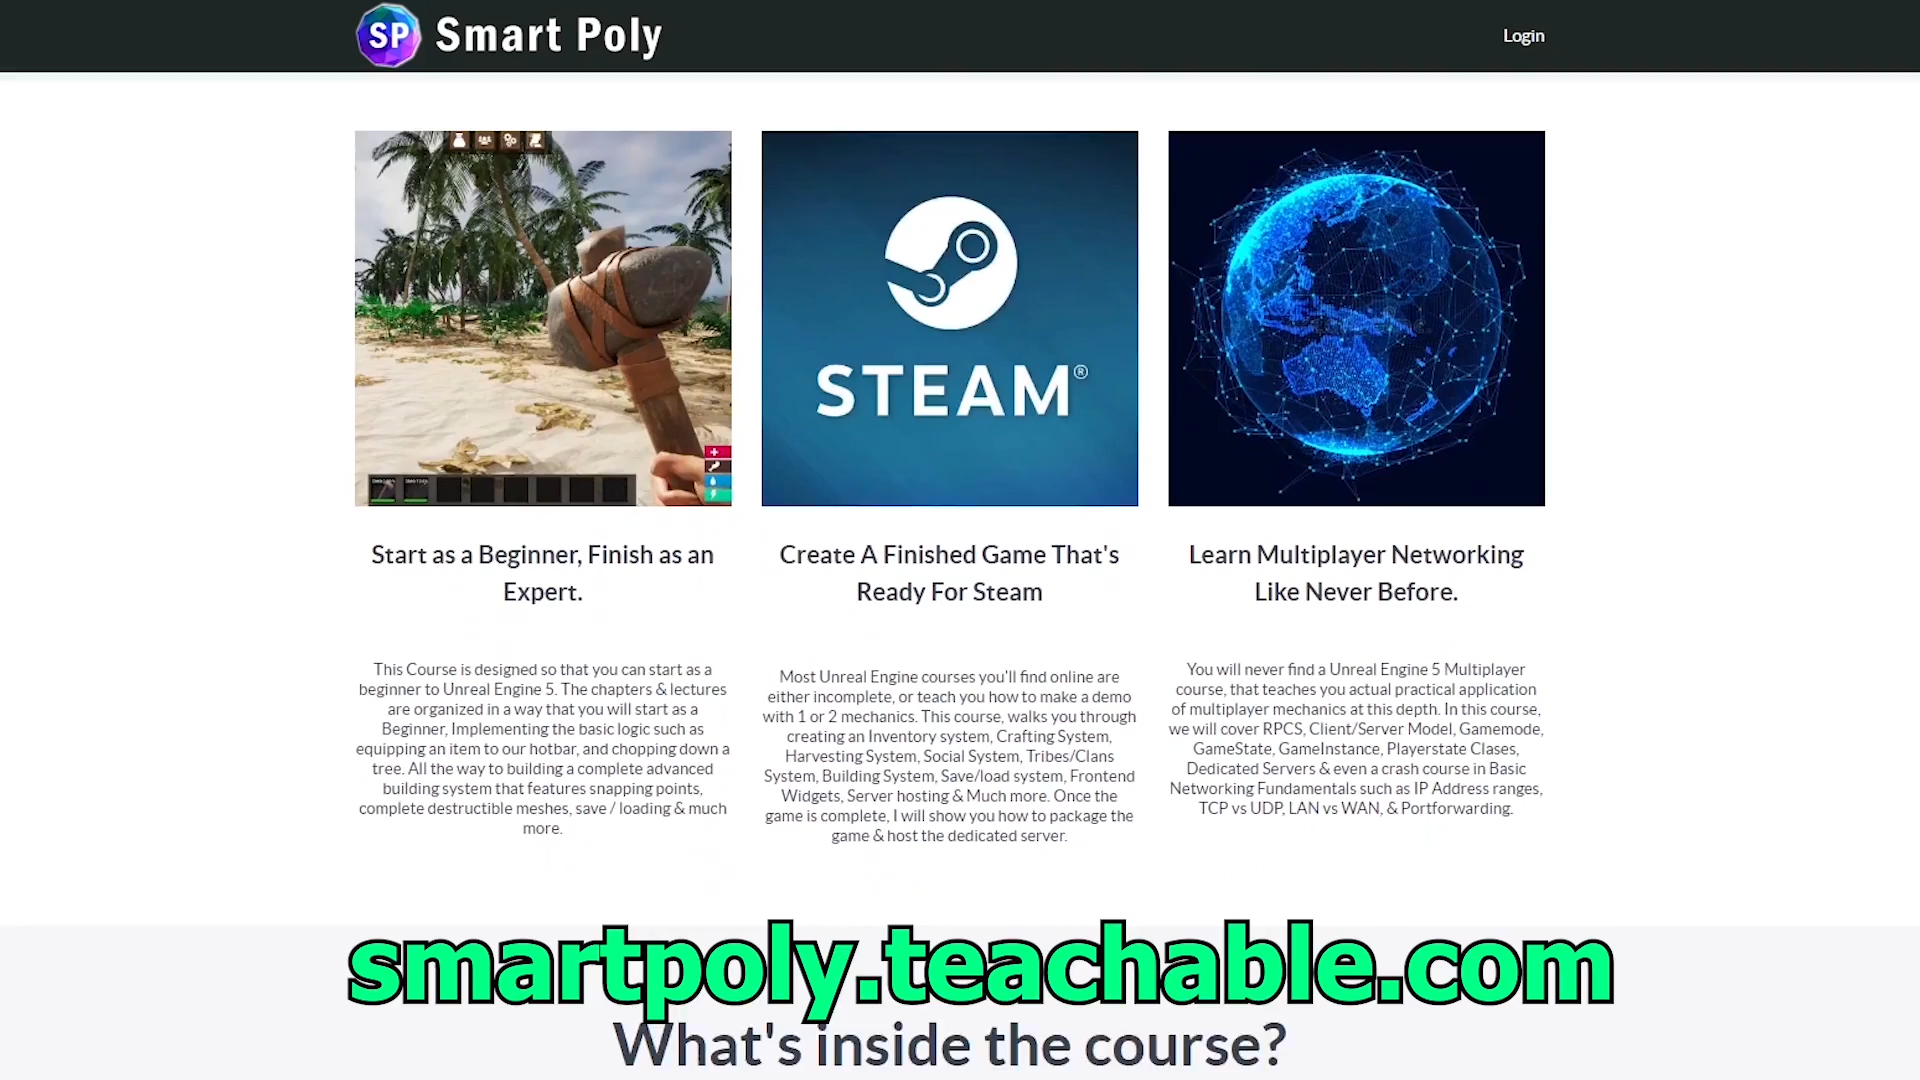 SP Smart Poly
Login
STEAM®
Start as a Beginner, Finish as an
Expert.
This Course is designed so that you can start as a
beginner to Unreal Engine 5. The chapters & lectures
are organized in a way that you will start as a
Beginner, Implementing the basic logic such as
equipping an item to our hotbar, and chopping down a
tree. All the way to building a complete advanced
building system that features snapping points,
complete destructible meshes, save / loading & much
more.
Create A Finished Game That's
Ready For Steam
Most Unreal Engine courses you'll find online are
either incomplete, or teach you how to make a demo
with 1 or 2 mechanics. This course, walks you through
creating an Inventory system, Crafting System,
Harvesting System, Social System, Tribes/Clans
System, Building System, Save/load system, Frontend
Widgets, Server hosting & Much more. Once the
game is complete, I will show you how to package the
game & host the dedicated server.
Learn Multiplayer Networking
Like Never Before.
You will never find a Unreal Engine 5 Multiplayer
course, that teaches you actual practical application
of multiplayer mechanics at this depth. In this course,
we will cover RPCS, Client/Server Model, Gamemode,
GameState, GameInstance, Playerstate Clases,
Dedicated Servers & even a crash course in Basic
Networking Fundamentals such as IP Address ranges,
TCP vs UDP, LAN vs WAN, & Portforwarding.
smartpoly.teachable.com
What's inside the course?